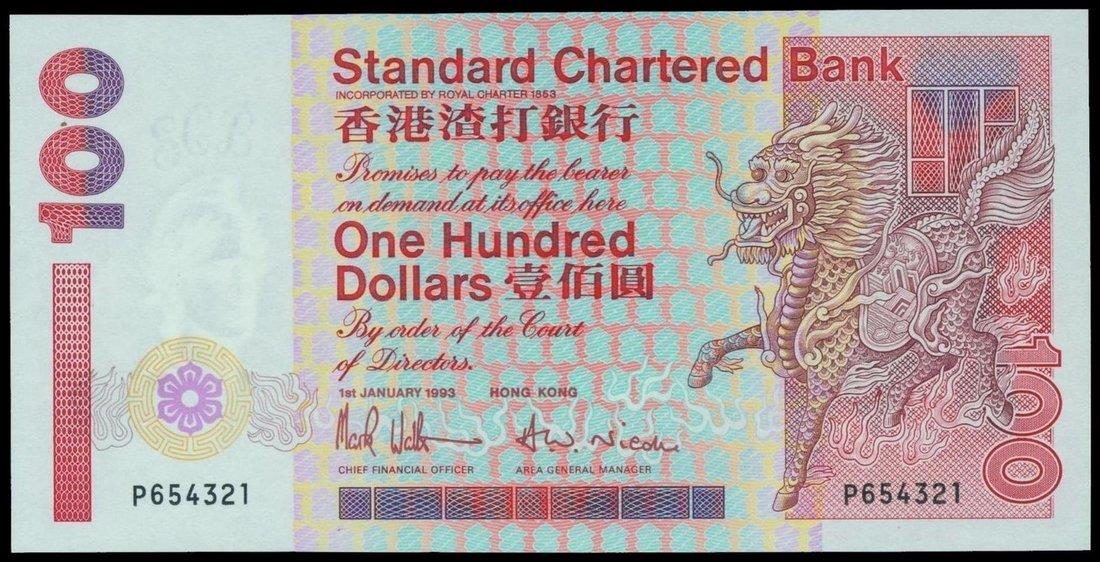 100
Standard Chartered Bank
INCORPORATED BY ROYAL CHARTER 1853
香港渣打銀行
Promises to pay the bearer
on demand at its office here
One Hundred
Dollars 壹佰圓
By order of the Court
of Directors.
1st JANUARY 1993 HONG KONG
CHIEF FINANCIAL OFFICER AREA GENERAL MANAGER
P654321 P654321
100